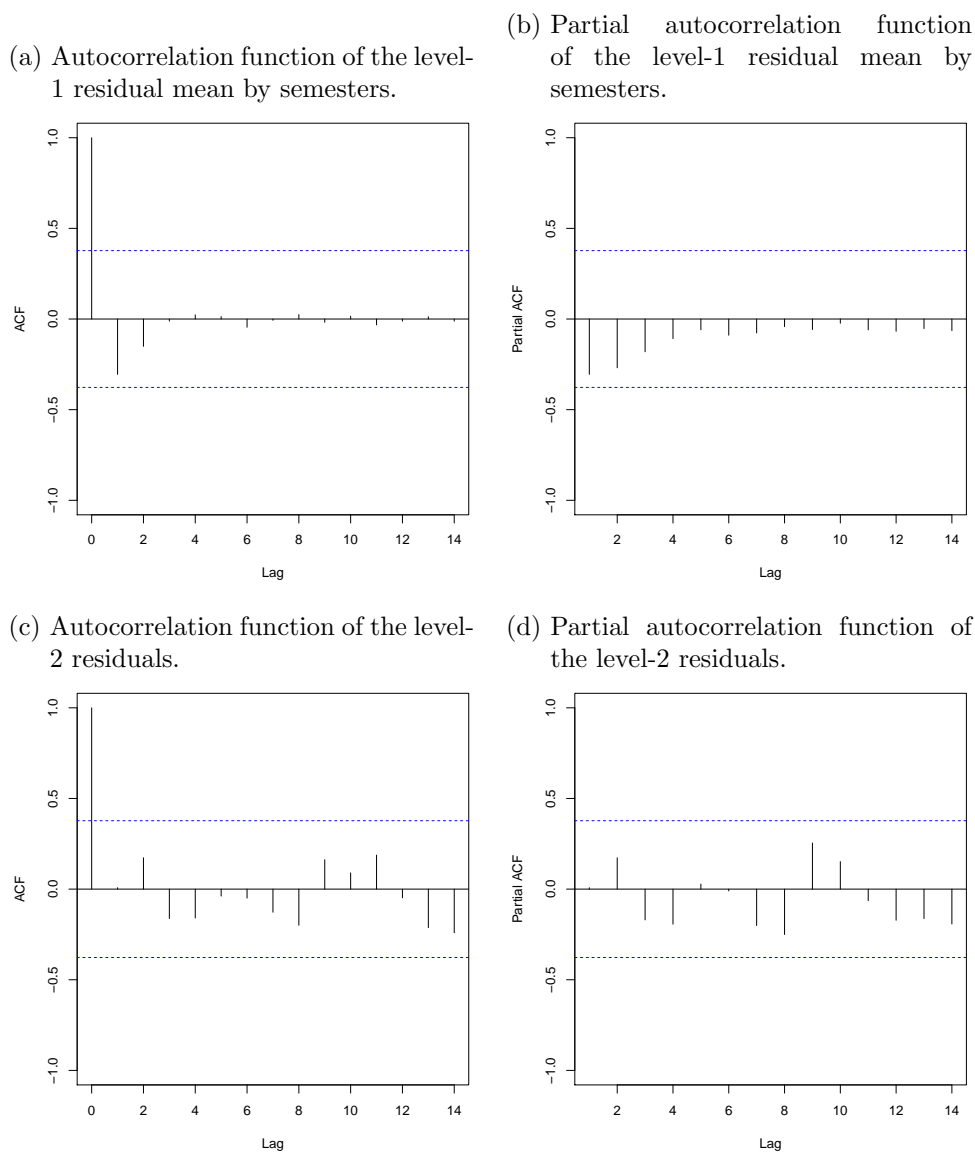 (a) Autocorrelation function of the level-
1 residual mean by semesters.
(b) Partial autocorrelation function
of the level-1 residual mean by
semesters.
1.0
0.5
0.0
−0.5
−1.0
ACF
0 2 4 6 8 10 12 14
Lag
1.0
0.5
0.0
−0.5
−1.0
Partial ACF
2 4 6 8 10 12 14
Lag
(c) Autocorrelation function of the level-
2 residuals.
(d) Partial autocorrelation function of
the level-2 residuals.
1.0
0.5
0.0
−0.5
−1.0
ACF
0 2 4 6 8 10 12 14
Lag
1.0
0.5
0.0
−0.5
−1.0
Partial ACF
2 4 6 8 10 12 14
Lag